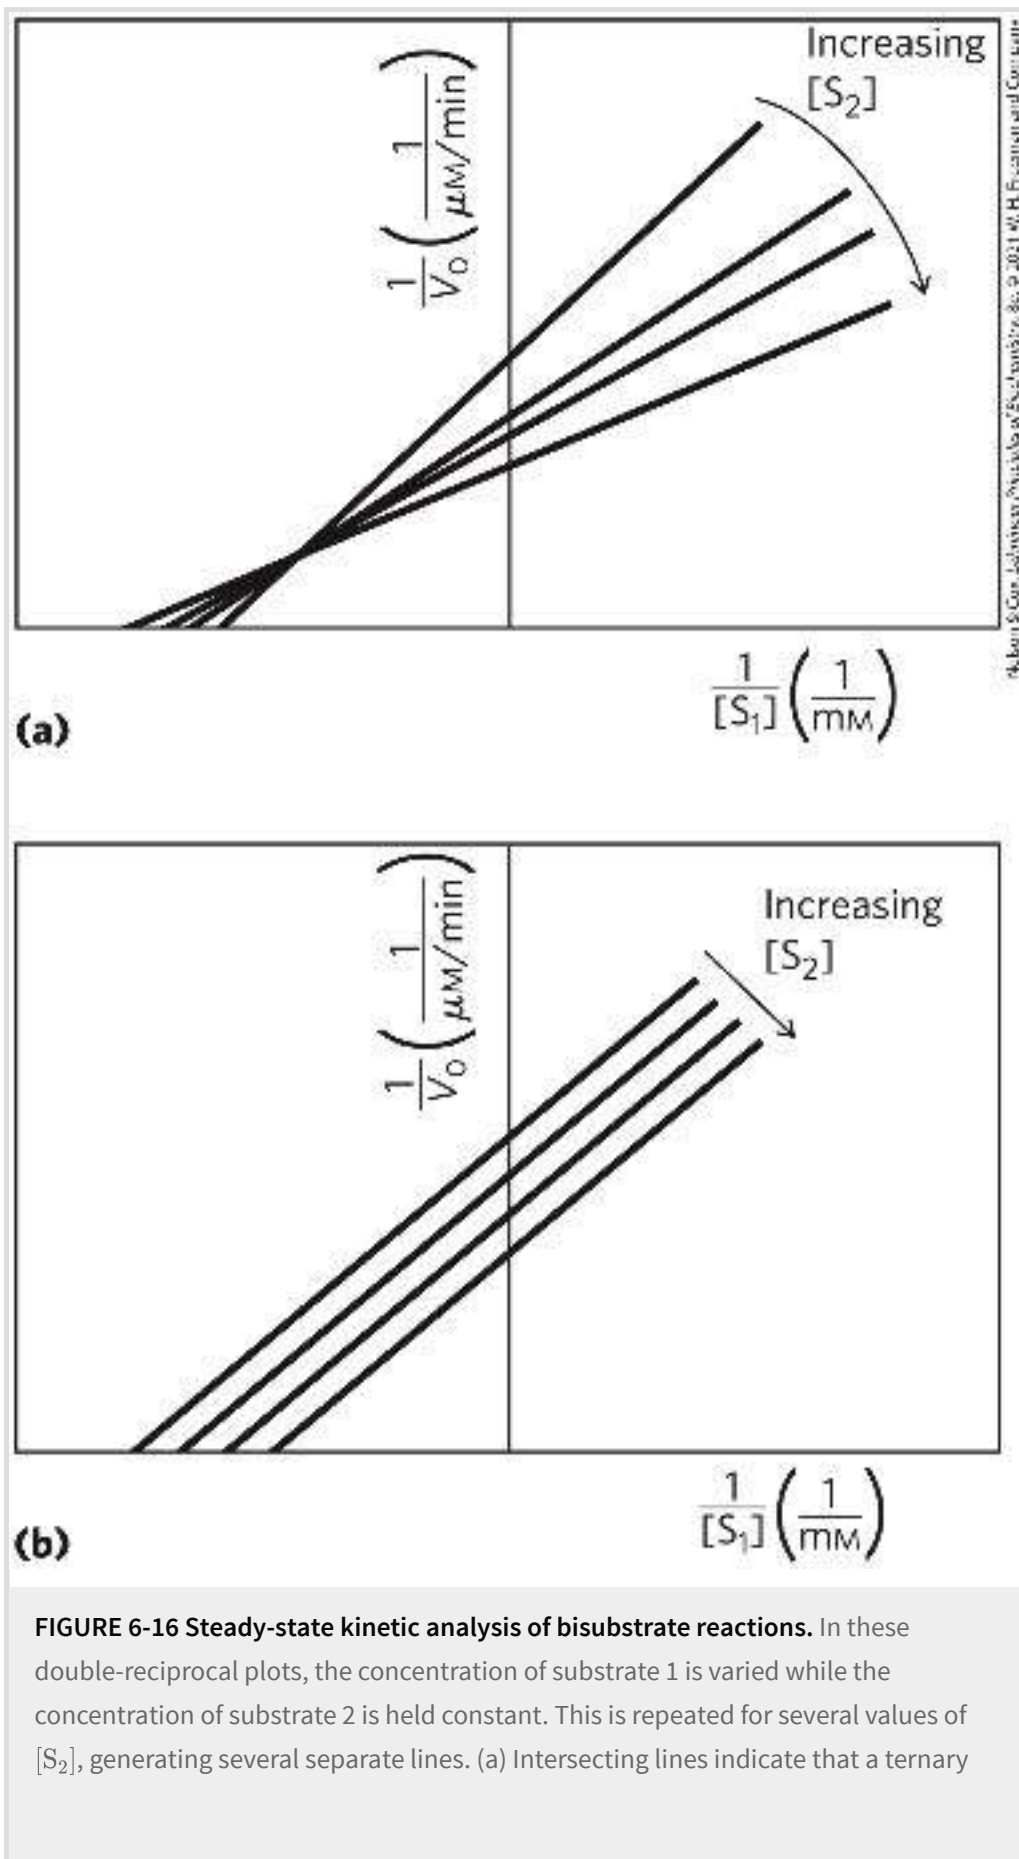 Increasing
[S₂]
1/V₀ (1/µM/min)
1/[S₁] (1/mM)
(a)
Increasing
[S₂]
1/V₀ (1/µM/min)
1/[S₁] (1/mM)
(b)
FIGURE 6-16 Steady-state kinetic analysis of bisubstrate reactions. In these
double-reciprocal plots, the concentration of substrate 1 is varied while the
concentration of substrate 2 is held constant. This is repeated for several values of
[S₂], generating several separate lines. (a) Intersecting lines indicate that a ternary